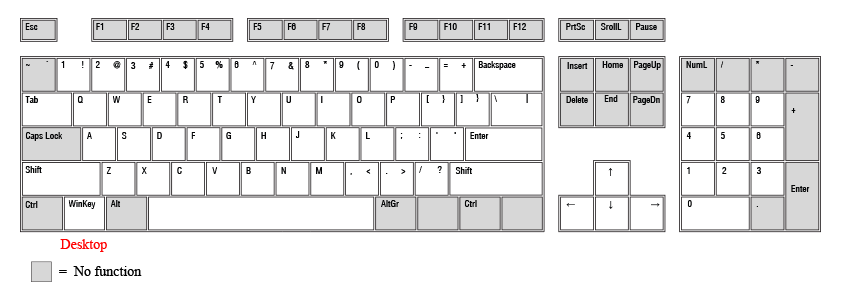 Esc F1 F2 F3 F4 F5 F6 F7 F8 F9 F10 F11 F12 PrtSc SrollL Pause
~ ` 1 ! 2 @ 3 # 4 $ 5 % 6 ^ 7 & 8 * 9 ( 0 ) - _ = + Backspace Insert Home PageUp NumL / * -
Tab Q W E R T Y U I O P [ { ] } \ | Delete End PageDn 7 8 9 +
Caps Lock A S D F G H J K L ; : ' " Enter 4 5 6
Shift Z X C V B N M , < . > / ? Shift ↑ 1 2 3 Enter
Ctrl WinKey Alt AltGr Ctrl ← ↓ → 0 .
Desktop
= No function